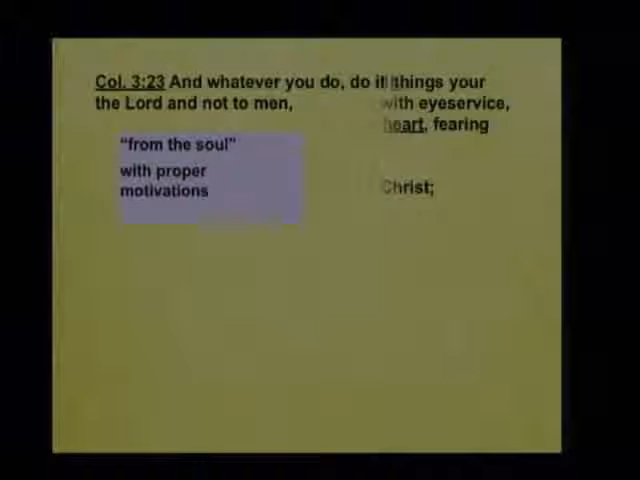 Col. 3:23 And whatever you do, do it things your
the Lord and not to men, with eyeservice,
heart, fearing
"from the soul"
with proper
motivations
Christ;